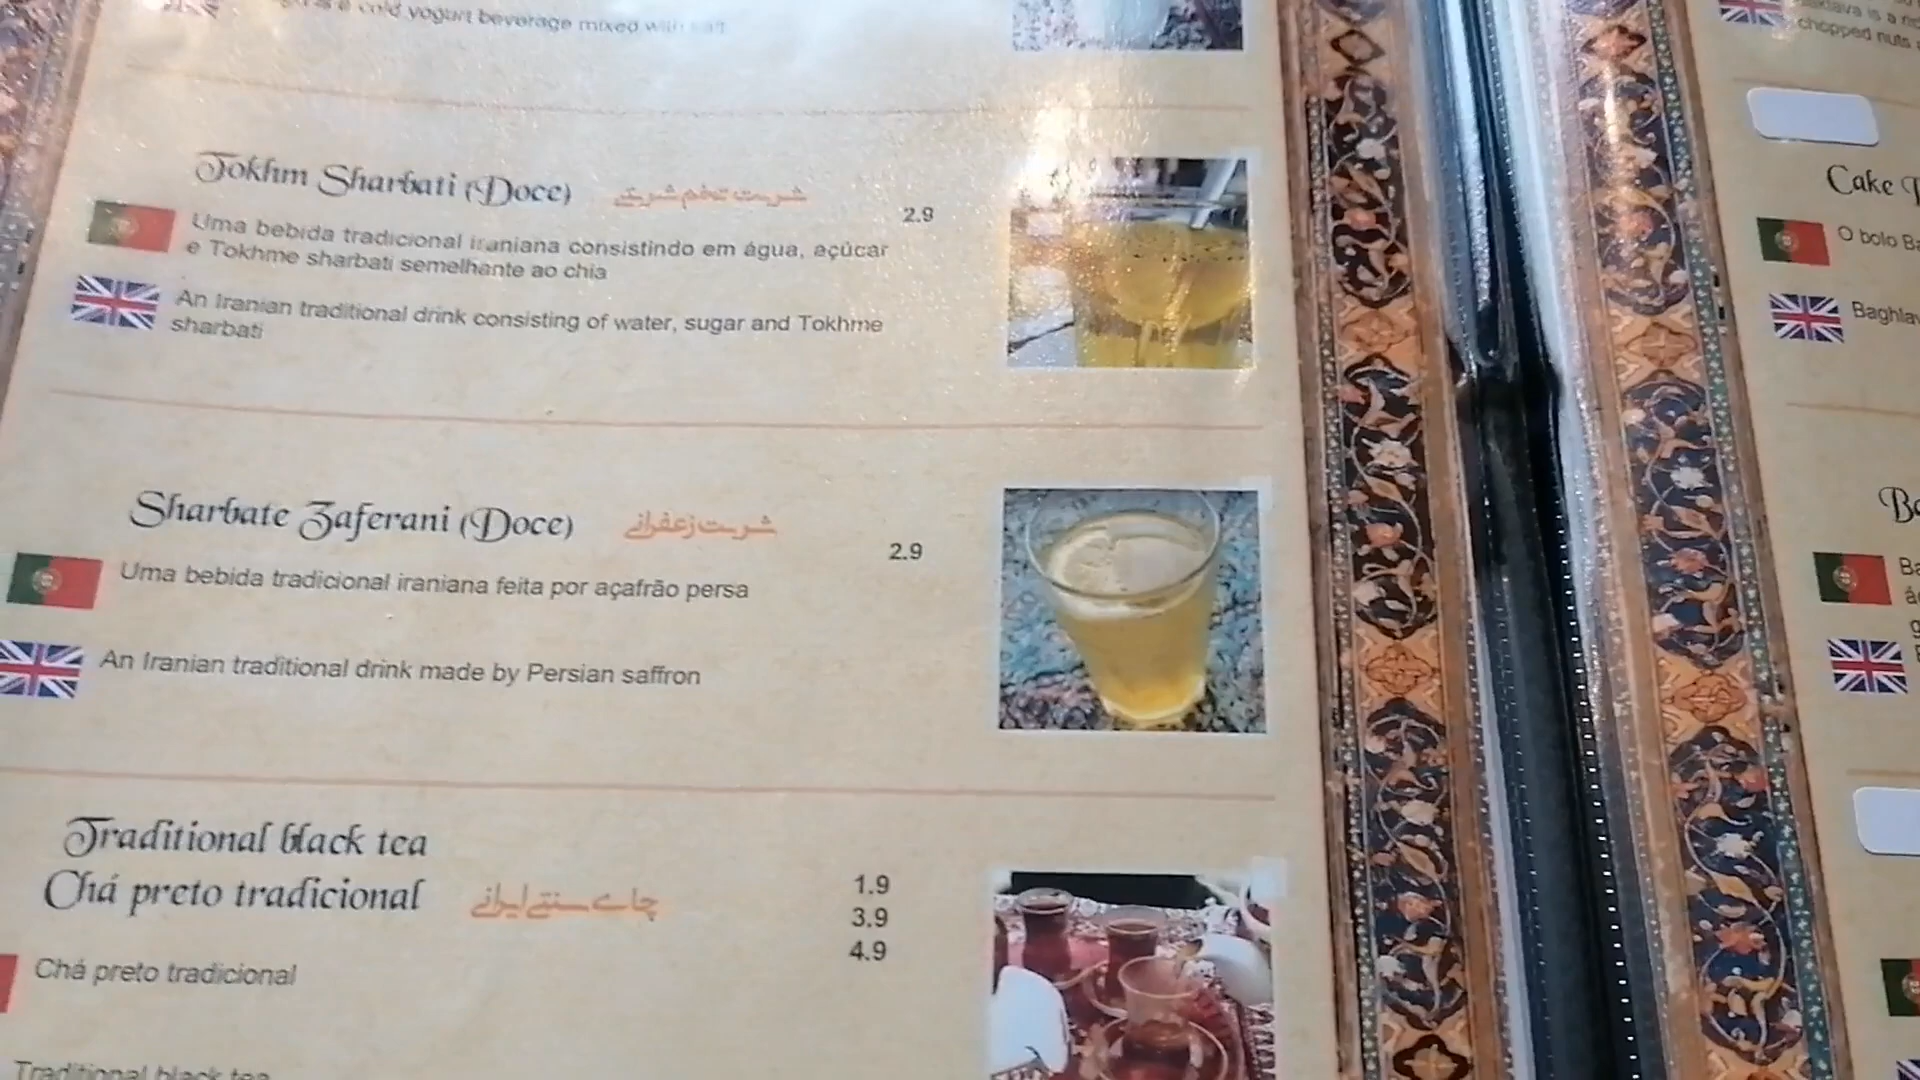 a cold yogurt beverage mixed with salt
Tokhm Sharbati (Doce) شربت تخم شربتی
2.9
Uma bebida tradicional iraniana consistindo em água, açúcar
e Tokhme sharbati semelhante ao chia
An Iranian traditional drink consisting of water, sugar and Tokhme
sharbati
Sharbate Zaferani (Doce) شربت زعفرانی
2.9
Uma bebida tradicional iraniana feita por açafrão persa
An Iranian traditional drink made by Persian saffron
Traditional black tea
Chá preto tradicional چای سنتی ایرانی
1.9
3.9
4.9
Chá preto tradicional
Traditional black tea
is a
chopped nuts
Cake
O bolo